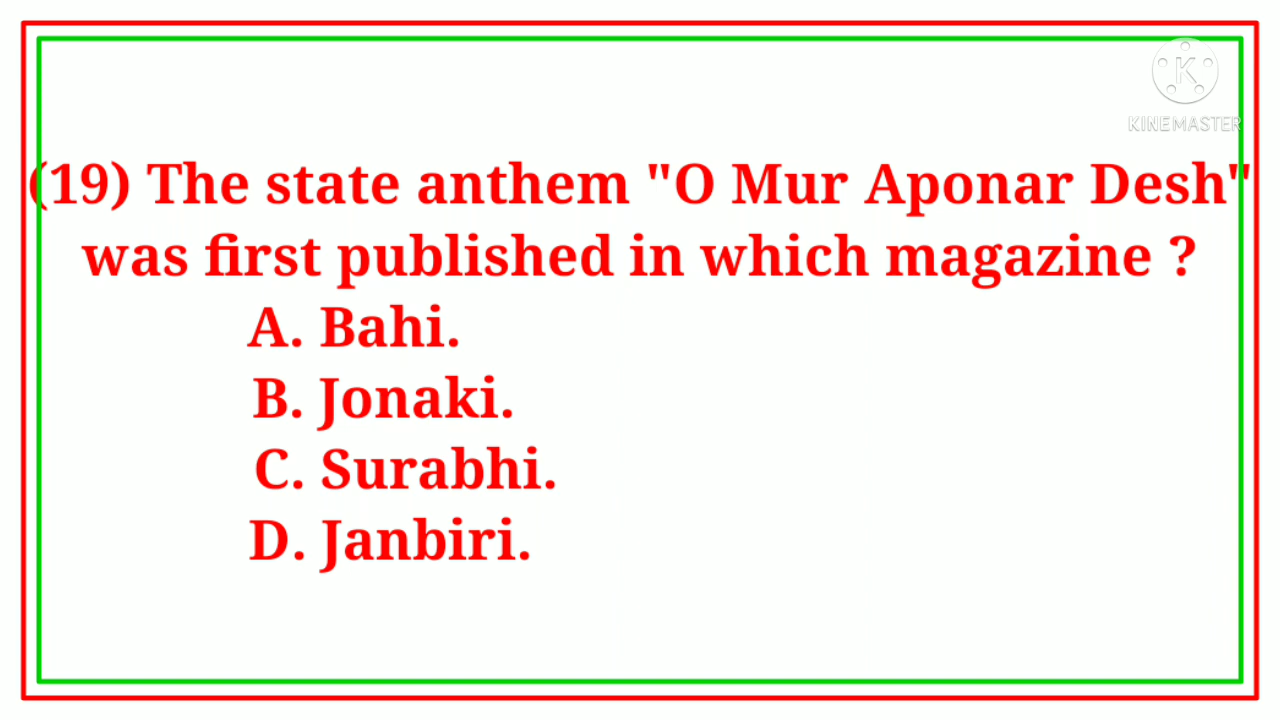 KINEMASTER
(19) The state anthem "O Mur Aponar Desh"
was first published in which magazine ?
A. Bahi.
B. Jonaki.
C. Surabhi.
D. Janbiri.